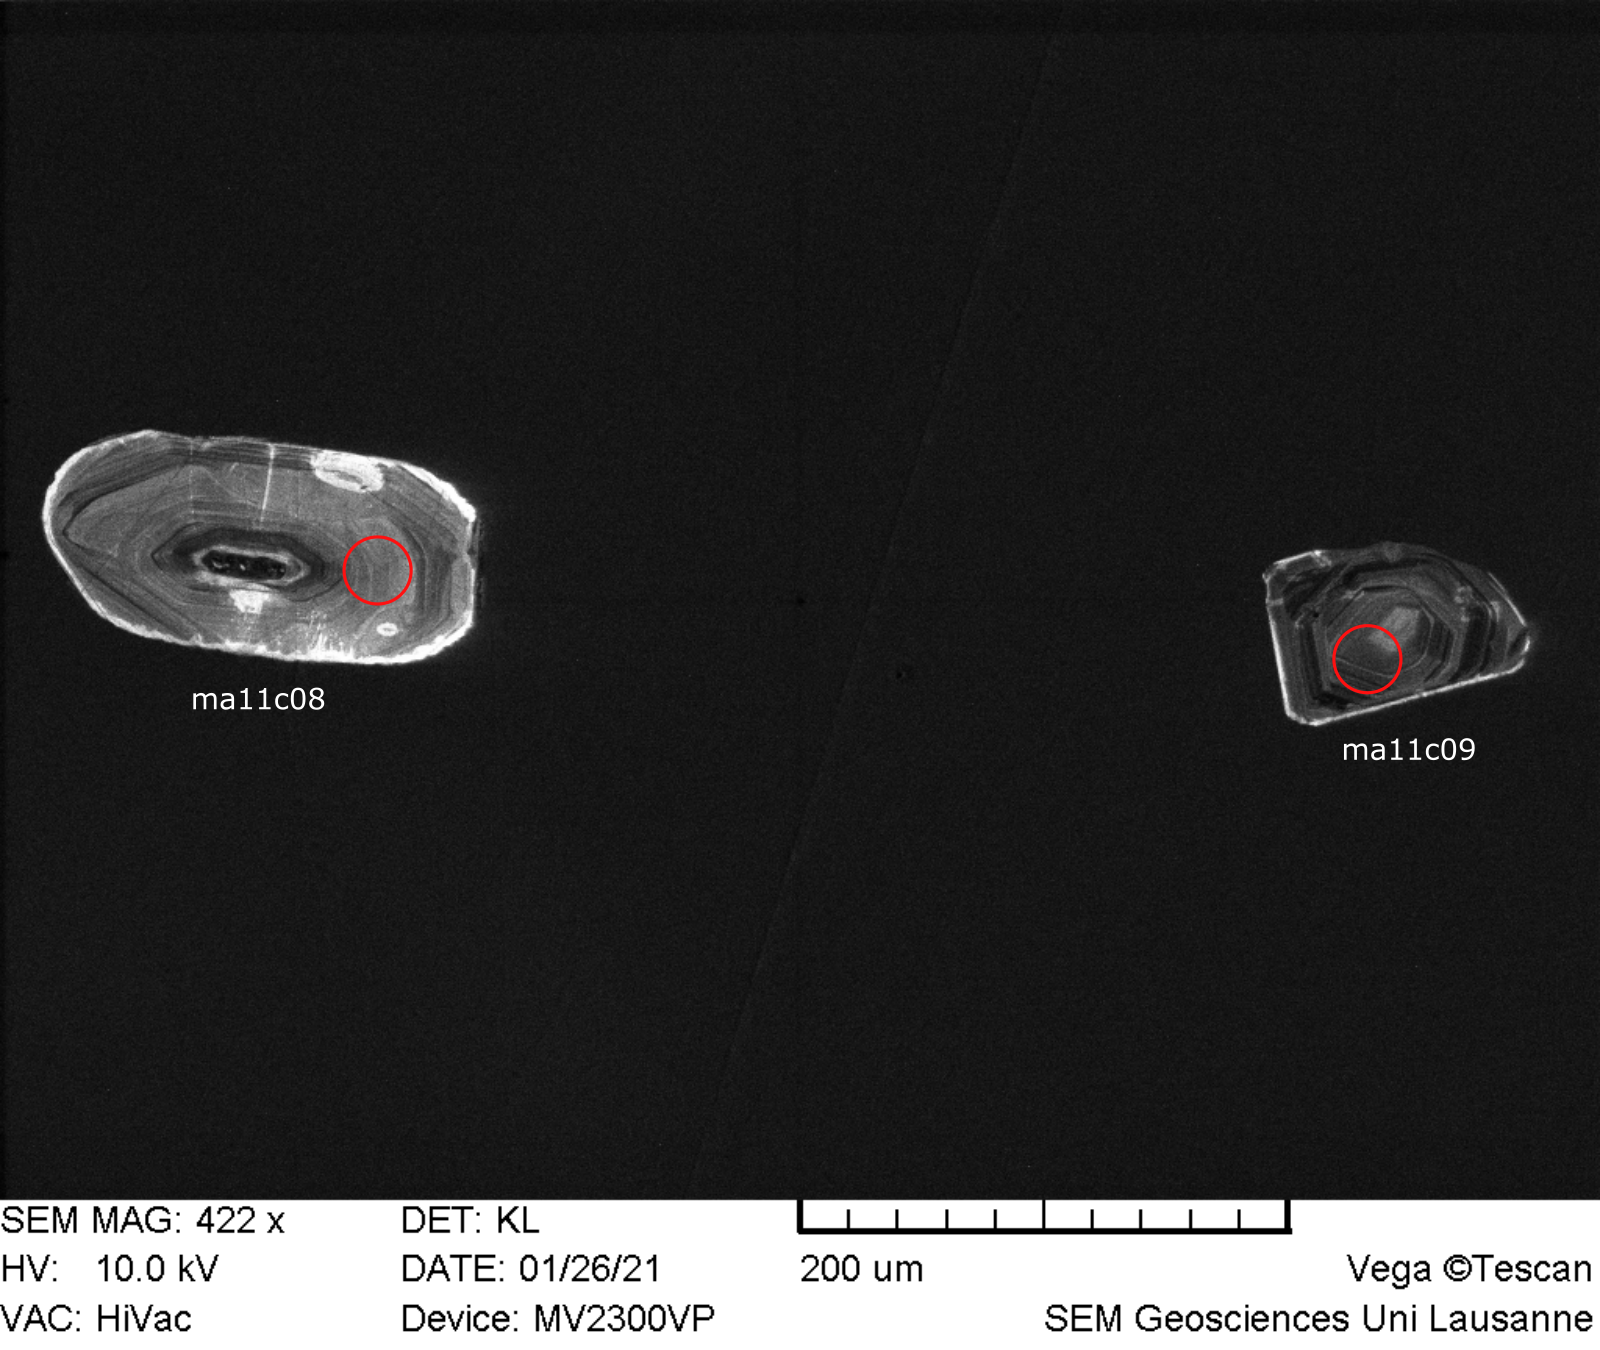 ma11c08
ma11c09
SEM MAG: 422 x
DET: KL
HV: 10.0 kV
DATE: 01/26/21
200 um
Vega ©Tescan
VAC: HiVac
Device: MV2300VP
SEM Geosciences Uni Lausanne